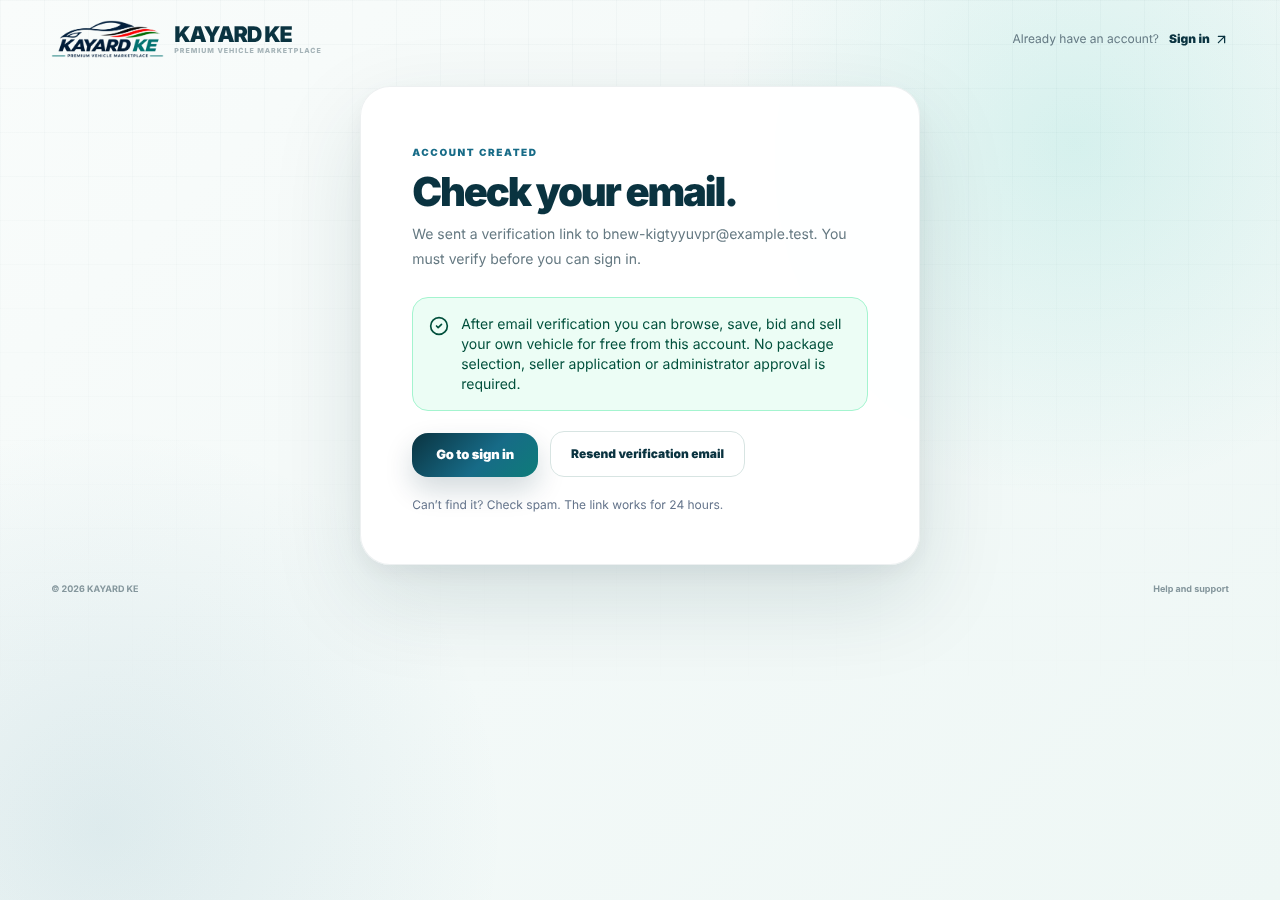 KAYARD KE
PREMIUM VEHICLE MARKETPLACE
KAYARD KE
PREMIUM VEHICLE MARKETPLACE
Already have an account? Sign in
ACCOUNT CREATED
Check your email.
We sent a verification link to bnew-kigtyyuvpr@example.test. You
must verify before you can sign in.
After email verification you can browse, save, bid and sell
your own vehicle for free from this account. No package
selection, seller application or administrator approval is
required.
Go to sign in
Resend verification email
Can’t find it? Check spam. The link works for 24 hours.
© 2026 KAYARD KE
Help and support